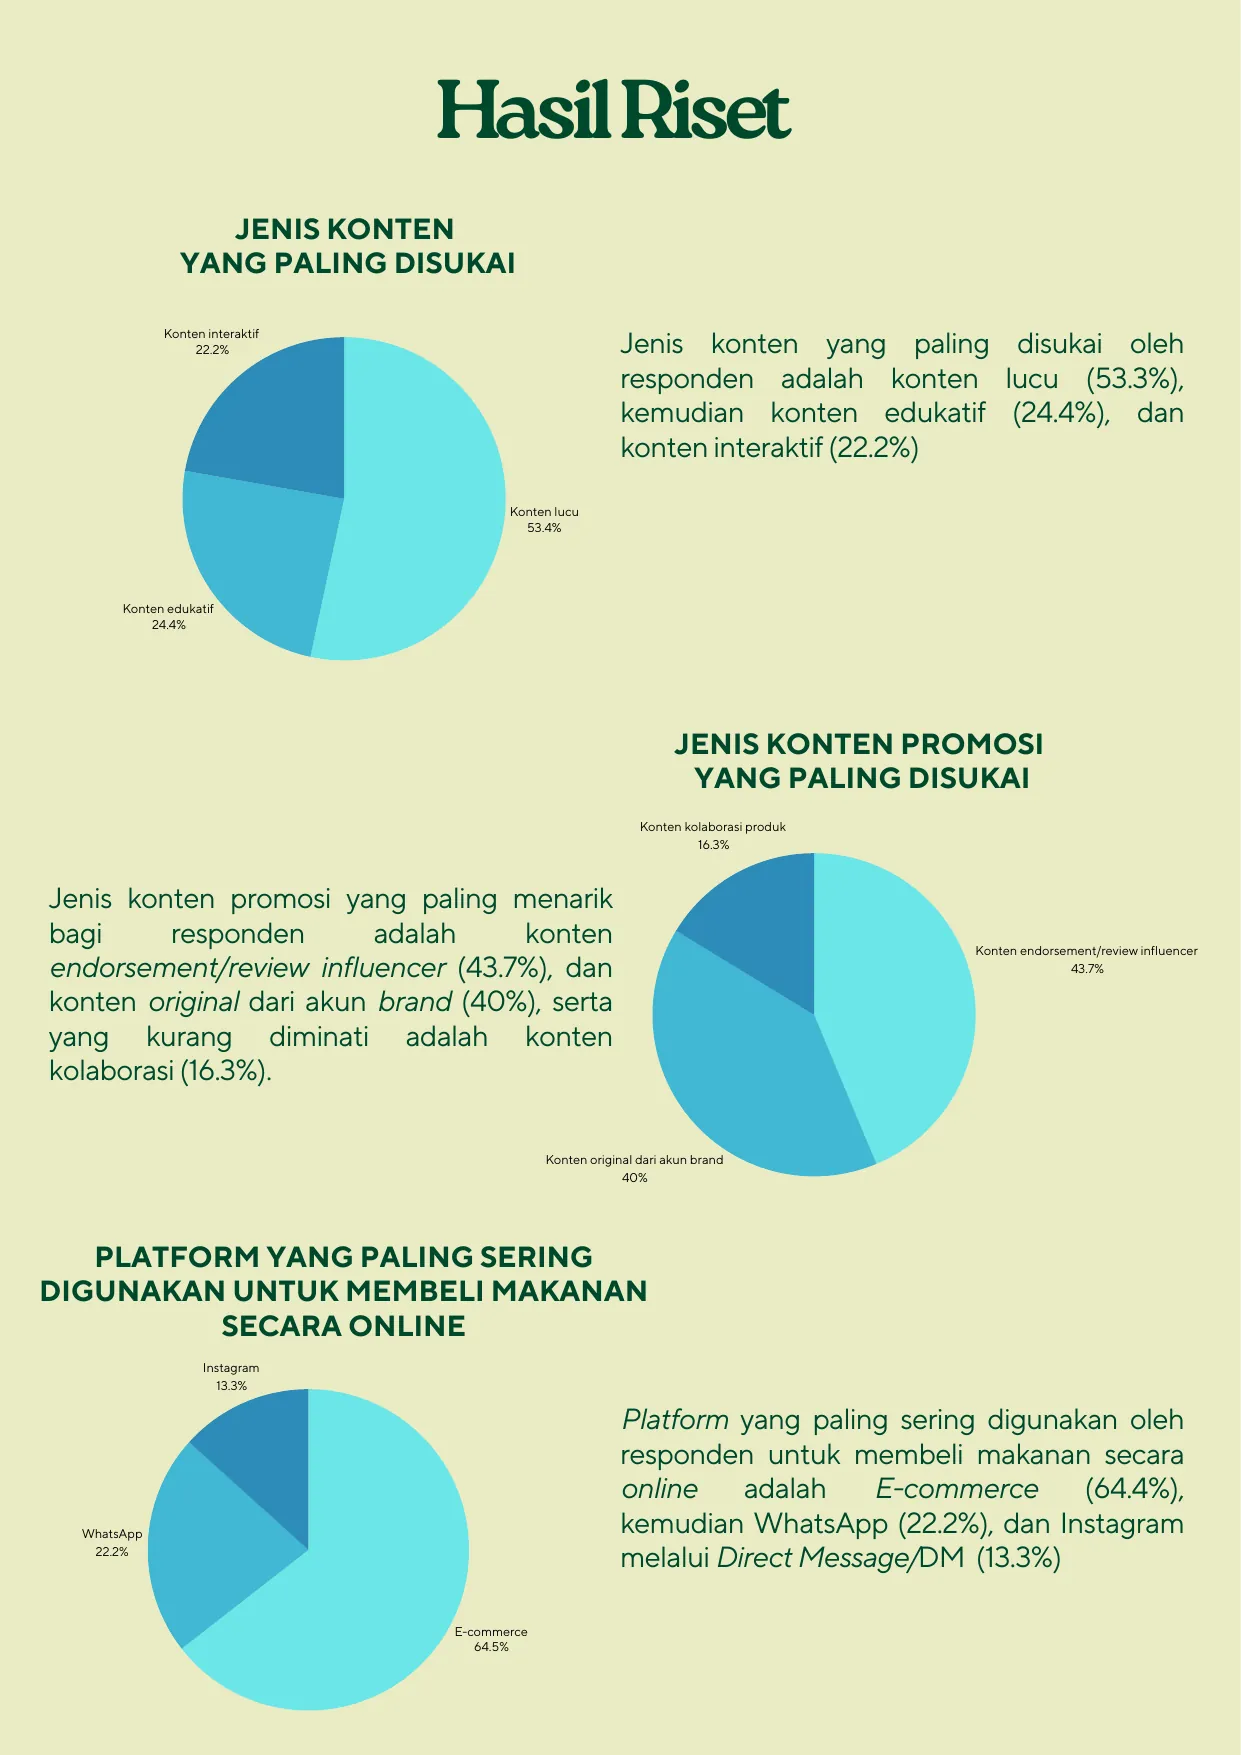 Hasil Riset
JENIS KONTEN
YANG PALING DISUKAI
Konten interaktif
22.2%
Konten lucu
53.4%
Konten edukatif
24.4%
Jenis konten yang paling disukai oleh
responden adalah konten lucu (53.3%),
kemudian konten edukatif (24.4%), dan
konten interaktif (22.2%)
JENIS KONTEN PROMOSI
YANG PALING DISUKAI
Konten kolaborasi produk
16.3%
Konten endorsement/review influencer
43.7%
Konten original dari akun brand
40%
Jenis konten promosi yang paling menarik
bagi responden adalah konten
endorsement/review influencer (43.7%), dan
konten original dari akun brand (40%), serta
yang kurang diminati adalah konten
kolaborasi (16.3%).
PLATFORM YANG PALING SERING
DIGUNAKAN UNTUK MEMBELI MAKANAN
SECARA ONLINE
Instagram
13.3%
WhatsApp
22.2%
E-commerce
64.5%
Platform yang paling sering digunakan oleh
responden untuk membeli makanan secara
online adalah E-commerce (64.4%),
kemudian WhatsApp (22.2%), dan Instagram
melalui Direct Message/DM (13.3%)